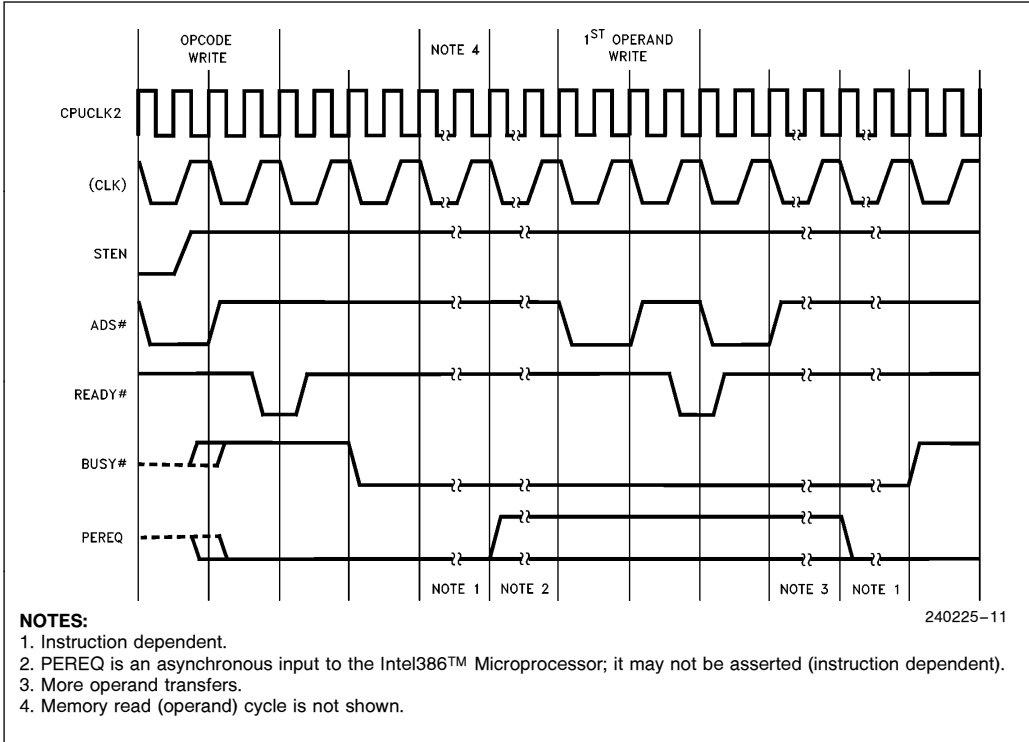 OPCODE
WRITE
NOTE 4
1ST OPERAND
WRITE
CPUCLK2
(CLK)
STEN
ADS#
READY#
BUSY#
PEREQ
NOTE 1
NOTE 2
NOTE 3
NOTE 1
240225–11
NOTES:
1. Instruction dependent.
2. PEREQ is an asynchronous input to the Intel386™ Microprocessor; it may not be asserted (instruction dependent).
3. More operand transfers.
4. Memory read (operand) cycle is not shown.